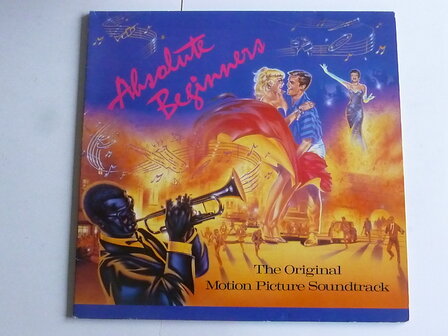 Absolute
Beginners
The Original
Motion Picture Soundtrack